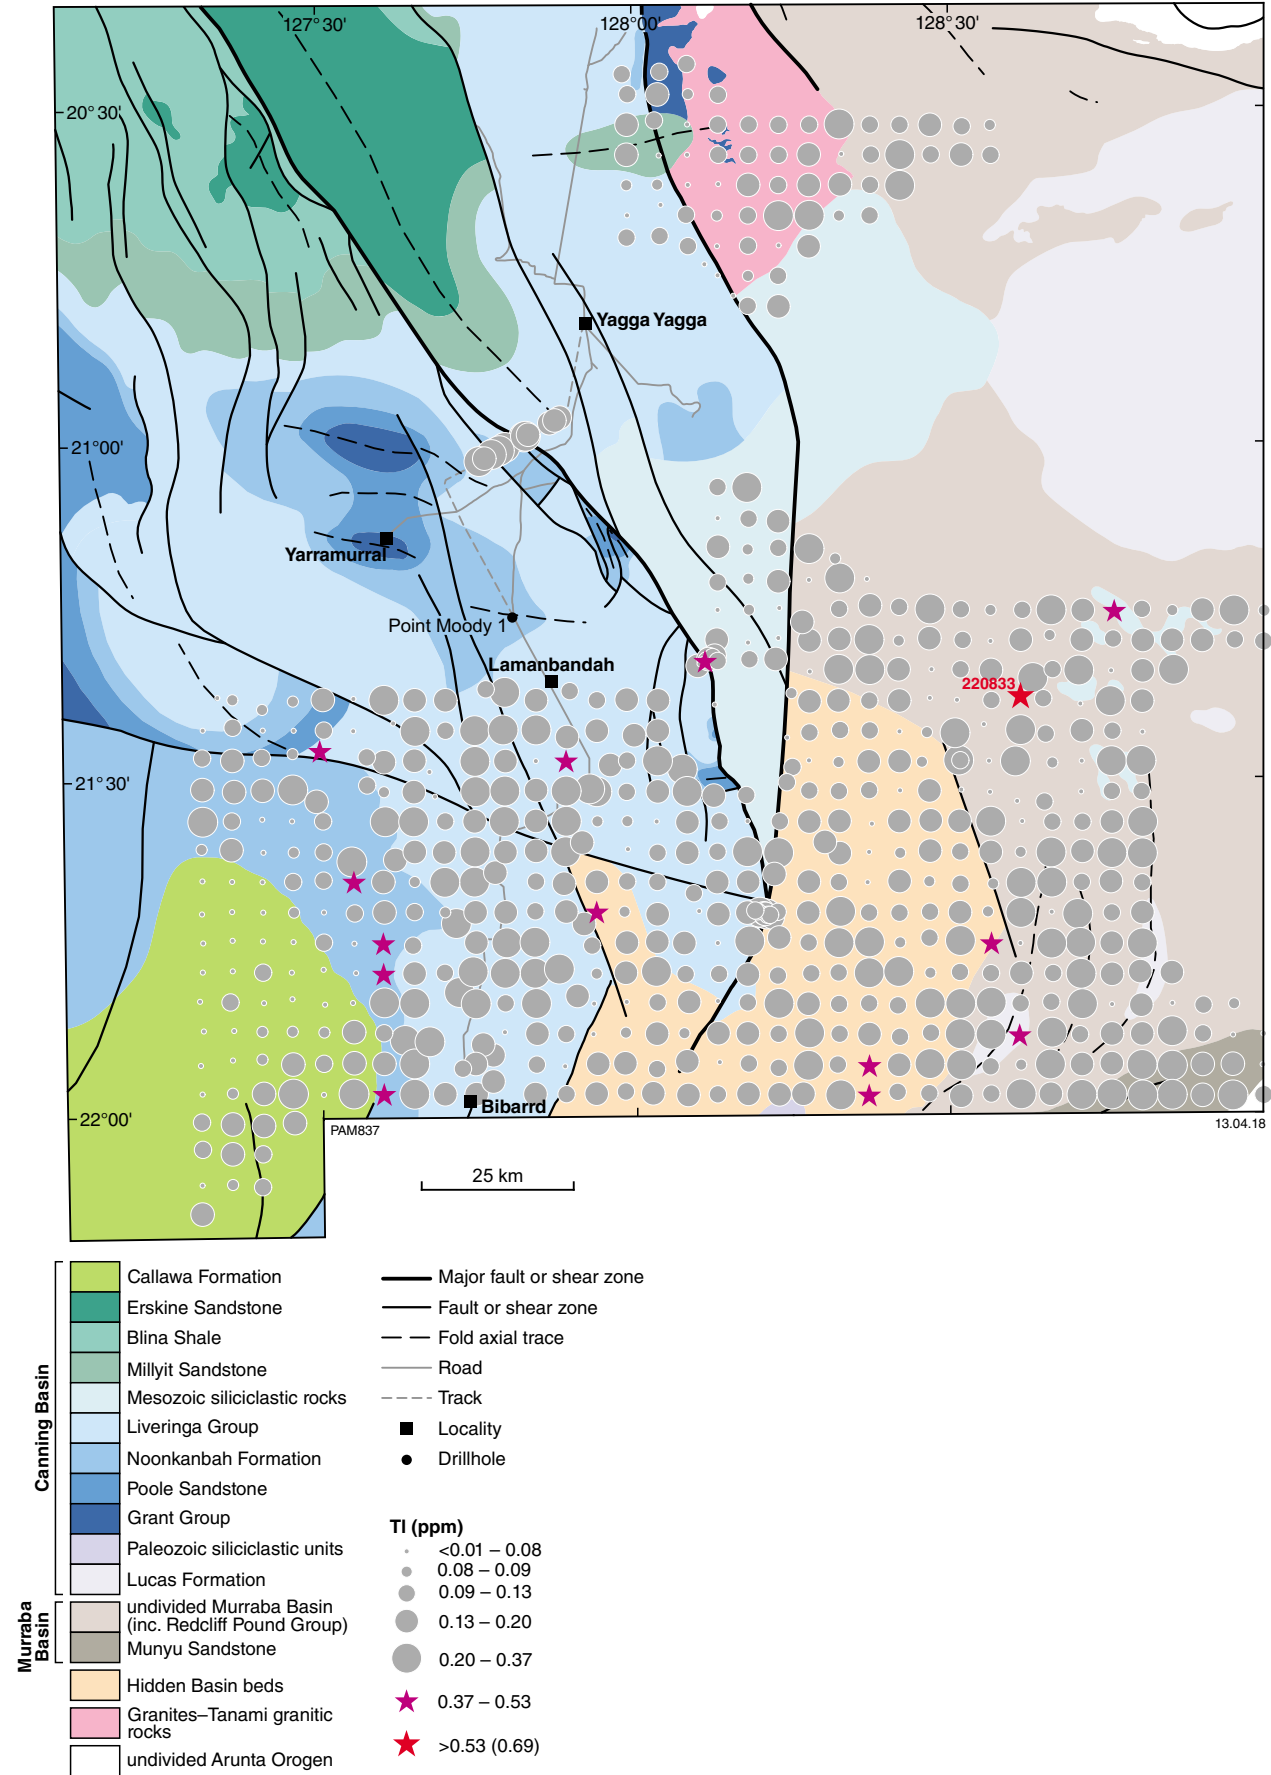 127°30'
128°00'
128°30'
20°30'
Yagga Yagga
21°00'
Yarramurral
Point Moody 1
Lamanbandah
220833
21°30'
22°00'
Bibarrd
PAM837
13.04.18
25 km
Canning Basin
Callawa Formation
Erskine Sandstone
Blina Shale
Millyit Sandstone
Mesozoic siliciclastic rocks
Liveringa Group
Noonkanbah Formation
Poole Sandstone
Grant Group
Paleozoic siliciclastic units
Lucas Formation
Murraba
Basin
undivided Murraba Basin
(inc. Redcliff Pound Group)
Munyu Sandstone
Hidden Basin beds
Granites–Tanami granitic
rocks
undivided Arunta Orogen
Major fault or shear zone
Fault or shear zone
Fold axial trace
Road
Track
Locality
Drillhole
Tl (ppm)
<0.01 – 0.08
0.08 – 0.09
0.09 – 0.13
0.13 – 0.20
0.20 – 0.37
0.37 – 0.53
>0.53 (0.69)